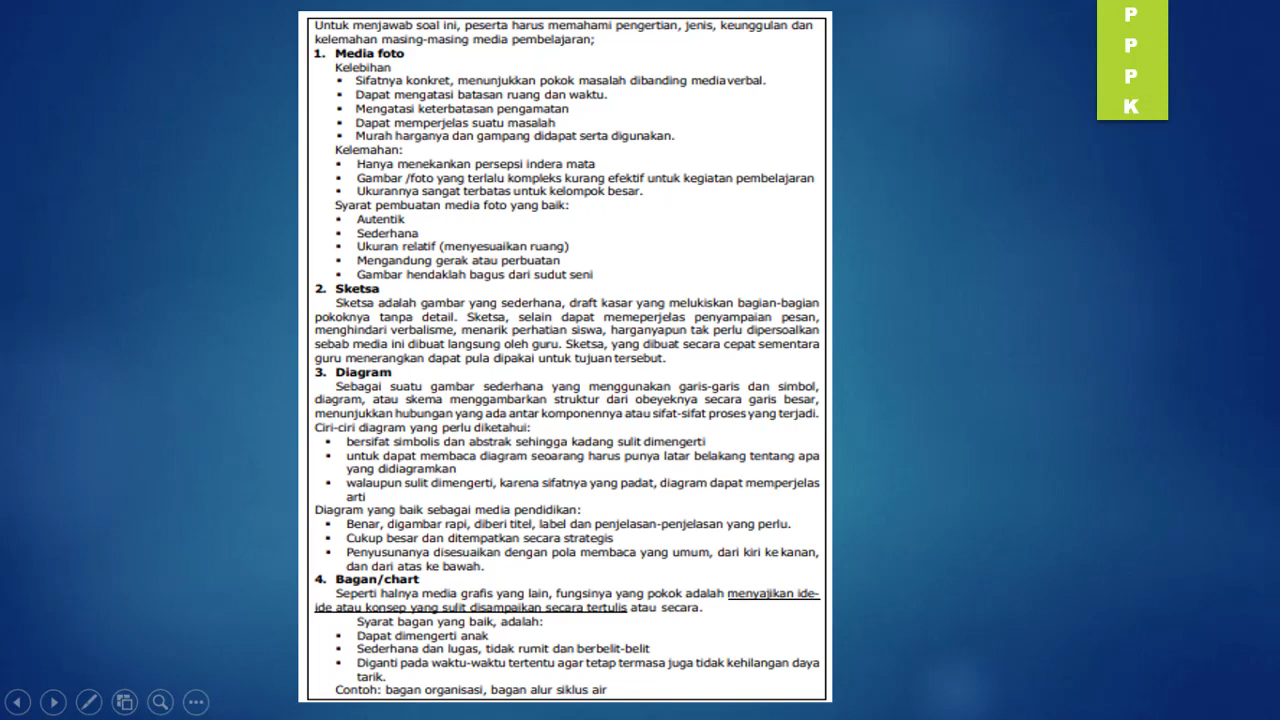 Untuk menjawab soal ini, peserta harus memahami pengertian, jenis, keunggulan dan
kelemahan masing-masing media pembelajaran;
1. Media foto
Kelebihan
▪ Sifatnya konkret, menunjukkan pokok masalah dibanding mediaverbal.
▪ Dapat mengatasi batasan ruang dan waktu.
▪ Mengatasi keterbatasan pengamatan
▪ Dapat memperjelas suatu masalah
▪ Murah harganya dan gampang didapat serta digunakan.
Kelemahan:
▪ Hanya menekankan persepsi indera mata
▪ Gambar /foto yang terlalu kompleks kurang efektif untuk kegiatan pembelajaran
▪ Ukurannya sangat terbatas untuk kelompok besar.
Syarat pembuatan media foto yang baik:
▪ Autentik
▪ Sederhana
▪ Ukuran relatif (menyesuaikan ruang)
▪ Mengandung gerak atau perbuatan
▪ Gambar hendaklah bagus dari sudut seni
2. Sketsa
Sketsa adalah gambar yang sederhana, draft kasar yang melukiskan bagian-bagian
pokoknya tanpa detail. Sketsa, selain dapat memeperjelas penyampaian pesan,
menghindari verbalisme, menarik perhatian siswa, harganyapun tak perlu dipersoalkan
sebab media ini dibuat langsung oleh guru. Sketsa, yang dibuat secara cepat sementara
guru menerangkan dapat pula dipakai untuk tujuan tersebut.
3. Diagram
Sebagai suatu gambar sederhana yang menggunakan garis-garis dan simbol,
diagram, atau skema menggambarkan struktur dari obeyeknya secara garis besar,
menunjukkan hubungan yang ada antar komponennya atau sifat-sifat proses yang terjadi.
Ciri-ciri diagram yang perlu diketahui:
▪ bersifat simbolis dan abstrak sehingga kadang sulit dimengerti
▪ untuk dapat membaca diagram seoarang harus punya latar belakang tentang apa
yang didiagramkan
▪ walaupun sulit dimengerti, karena sifatnya yang padat, diagram dapat memperjelas
arti
Diagram yang baik sebagai media pendidikan:
▪ Benar, digambar rapi, diberi titel, label dan penjelasan-penjelasan yang perlu.
▪ Cukup besar dan ditempatkan secara strategis
▪ Penyusunanya disesuaikan dengan pola membaca yang umum, dari kiri ke kanan,
dan dari atas ke bawah.
4. Bagan/chart
Seperti halnya media grafis yang lain, fungsinya yang pokok adalah menyajikan ide-
ide atau konsep yang sulit disampaikan secara tertulis atau secara.
Syarat bagan yang baik, adalah:
▪ Dapat dimengerti anak
▪ Sederhana dan lugas, tidak rumit dan berbelit-belit
▪ Diganti pada waktu-waktu tertentu agar tetap termasa juga tidak kehilangan daya
tarik.
Contoh: bagan organisasi, bagan alur siklus air
P
P
P
K